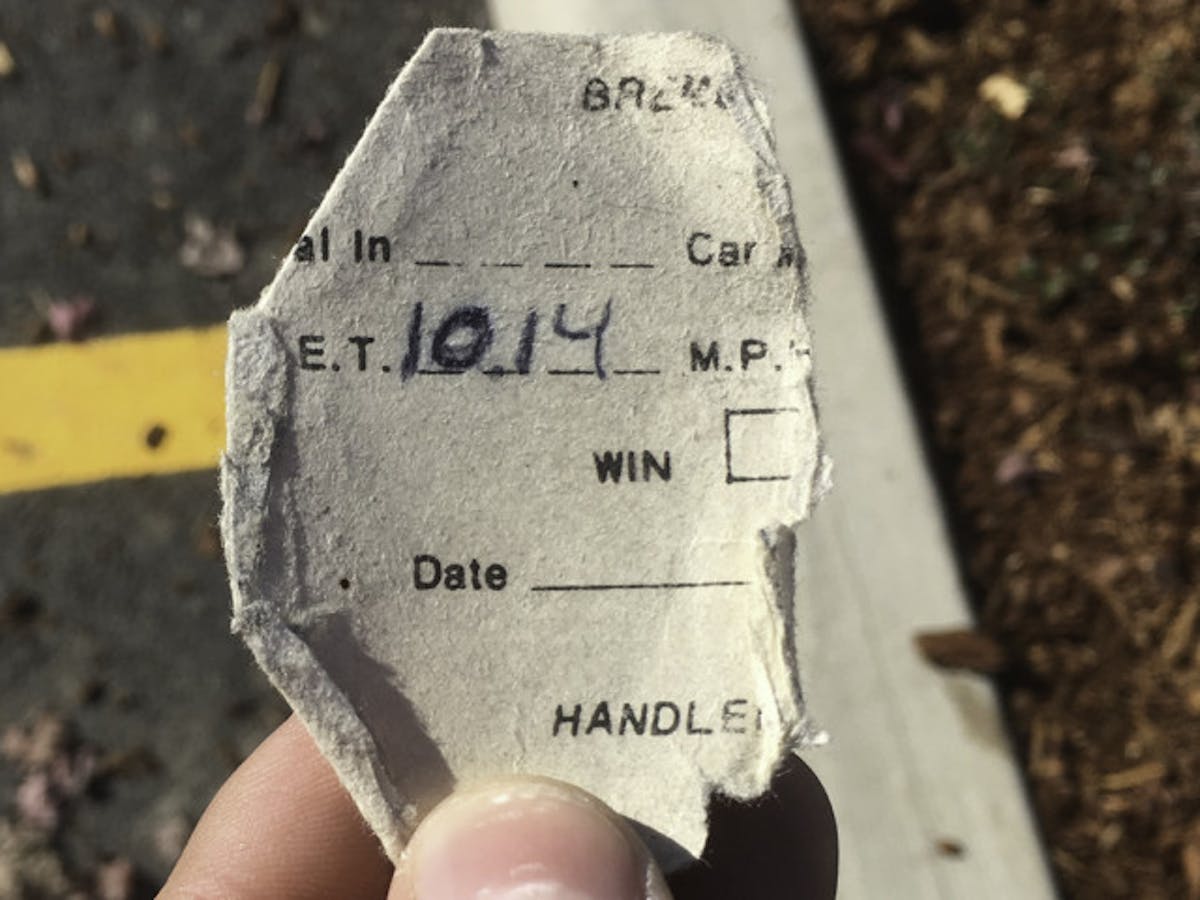 al In _ _ _ _ Car
E.T. 10.14 M.P.
WIN
Date
HANDLE